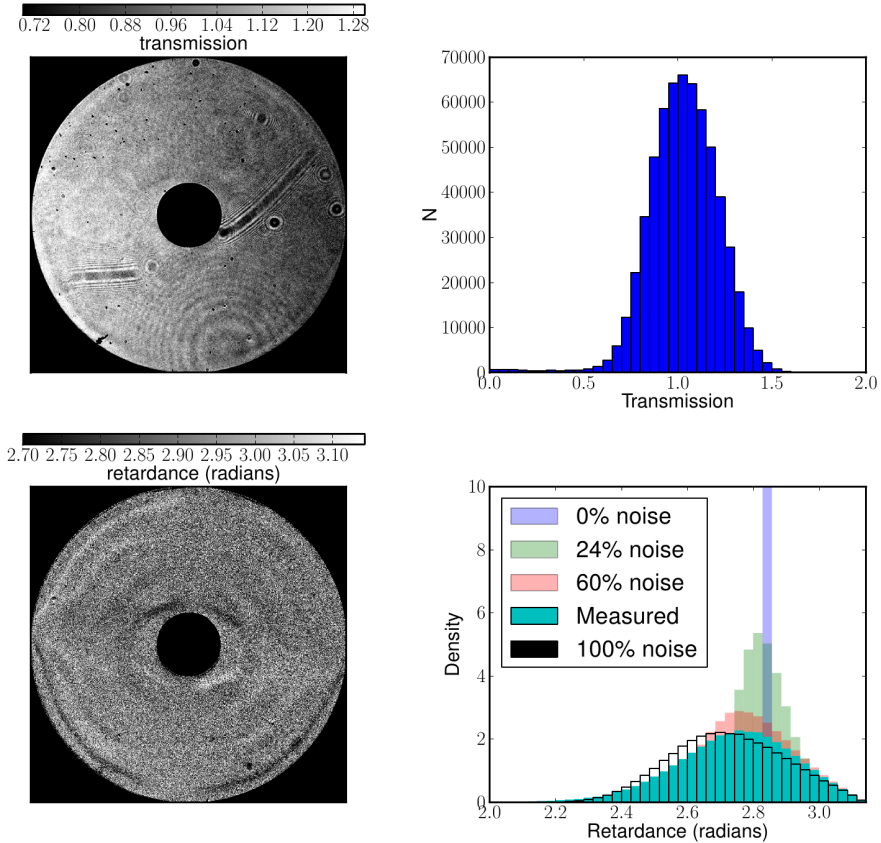 0.72 0.80 0.88 0.96 1.04 1.12 1.20 1.28
transmission
70000
60000
50000
40000
30000
20000
10000
0
N
0.0 0.5 1.0 1.5 2.0
Transmission
2.70 2.75 2.80 2.85 2.90 2.95 3.00 3.05 3.10
retardance (radians)
10
8
6
4
2
0
Density
0% noise
24% noise
60% noise
Measured
100% noise
2.0 2.2 2.4 2.6 2.8 3.0
Retardance (radians)